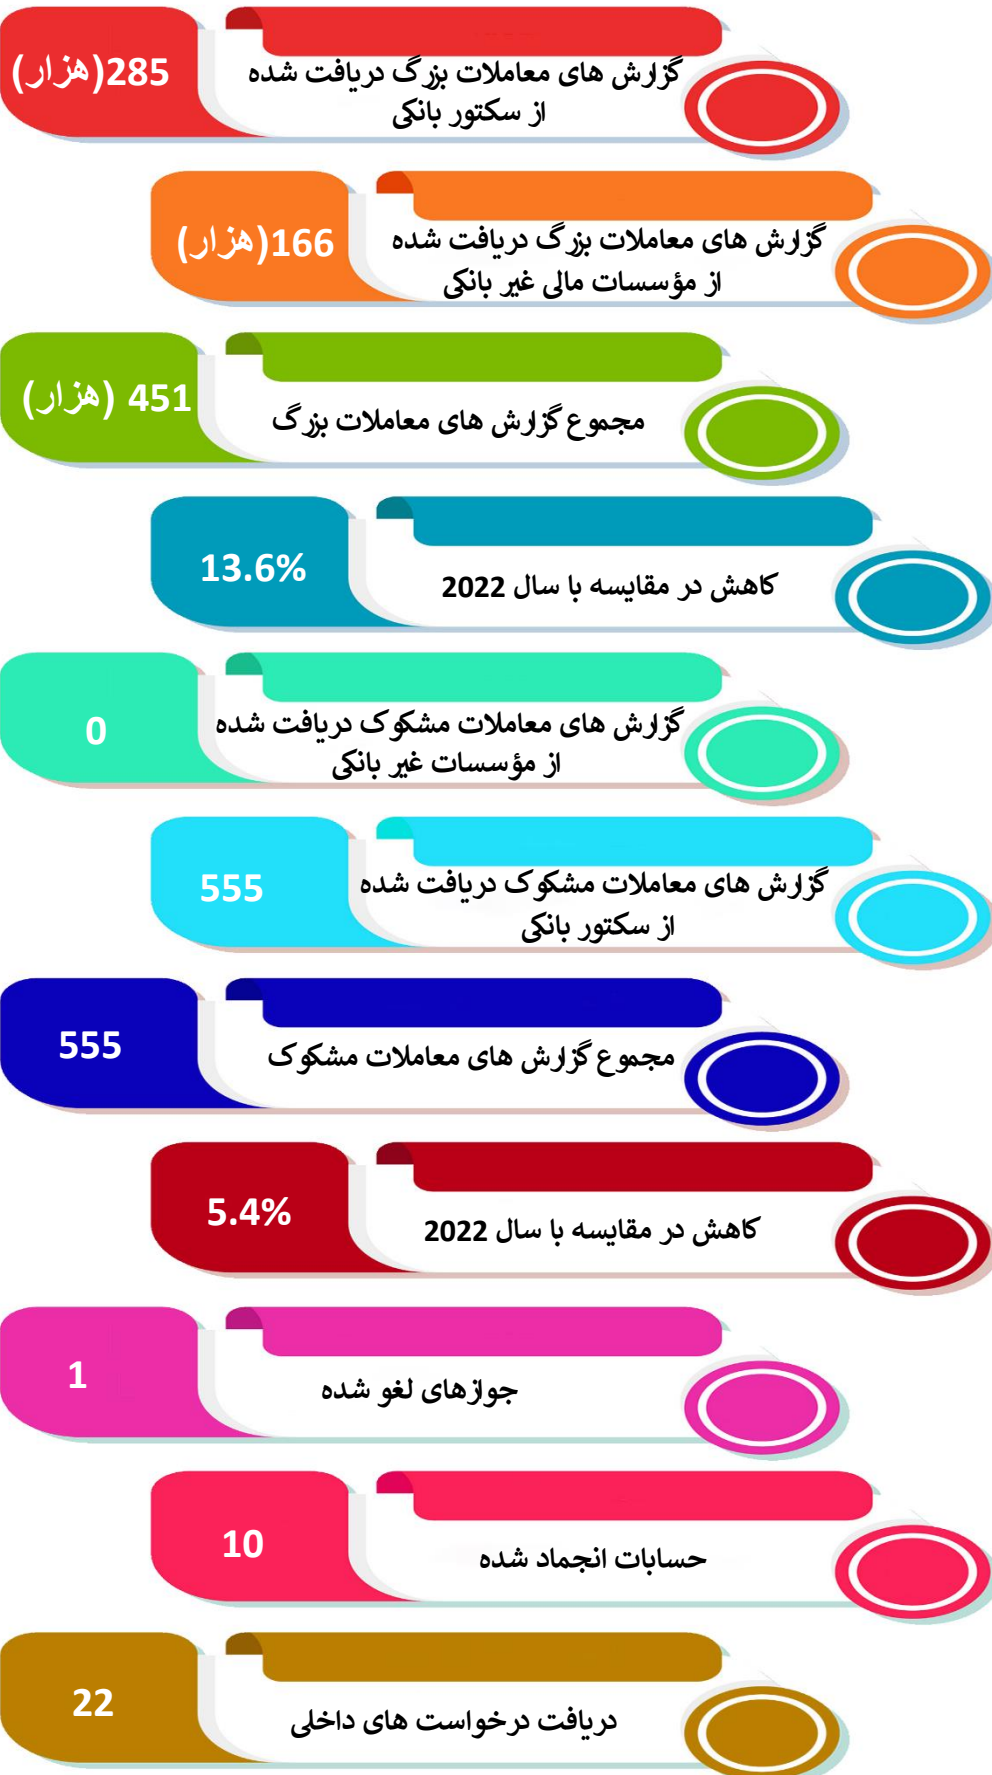 گزارش های معاملات بزرگ دریافت شده
از سکتور بانکی
285(هزار)
گزارش های معاملات بزرگ دریافت شده
از مؤسسات مالی غیر بانکی
166(هزار)
مجموع گزارش های معاملات بزرگ
451 (هزار)
کاهش در مقایسه با سال 2022
13.6%
گزارش های معاملات مشکوک دریافت شده
از مؤسسات غیر بانکی
0
گزارش های معاملات مشکوک دریافت شده
از سکتور بانکی
555
مجموع گزارش های معاملات مشکوک
555
کاهش در مقایسه با سال 2022
5.4%
جوازهای لغو شده
1
حسابات انجماد شده
10
دریافت درخواست های داخلی
22